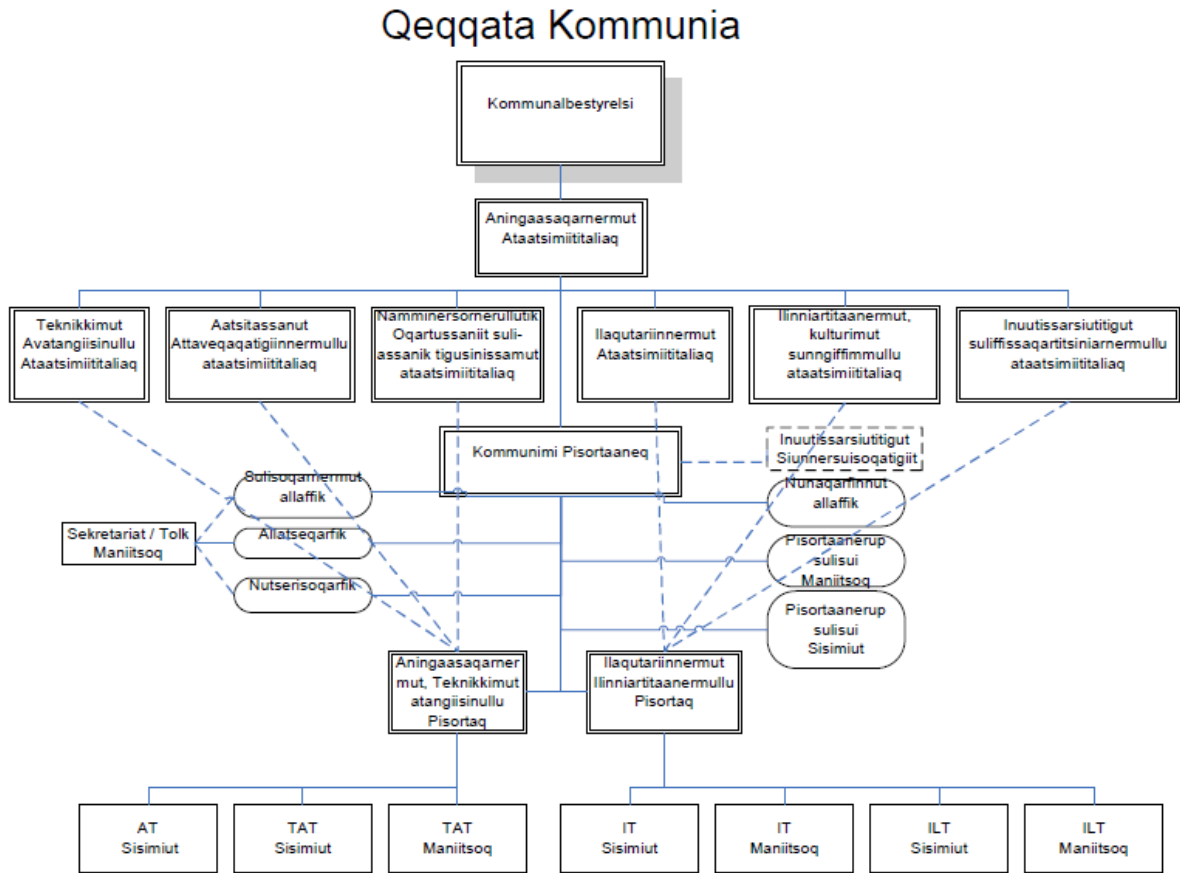 Qeqqata Kommunia
Kommunalbestyrelsi
Aningaasaqarnermut
Ataatsimiititaliaq
Teknikkimut
Avatangiisinullu
Ataatsimiititaliaq
Aatsitassanut
Attaveqaqatigiinnermullu
ataatsimiititaliaq
Namminersornerullutik
Oqartussaniit suli-
assanik tigusinissamut
ataatsimiititaliaq
Ilaqutariinnermut
Ataatsimiititaliaq
Ilinniartitaanermut,
kulturimut
sunngiffimmullu
ataatsimiititaliaq
Inuutissarsiutitigut
suliffissaqartitsiniarnermullu
ataatsimiititaliaq
Kommunimi Pisortaaneq
Inuutissarsiutitigut
Siunnersuisoqatigiit
Sulisoqarnermut
allaffik
Nunaqarfinnut
allaffik
Sekretariat / Tolk
Maniitsoq
Allatseqarfik
Pisortaanerup
sulisui
Maniitsoq
Nutserisoqarfik
Pisortaanerup
sulisui
Sisimiut
Aningaasaqarner
mut, Teknikkimut
atangiisinullu
Pisortaq
Ilaqutariinnermut
Ilinniartitaanermullu
Pisortaq
AT
Sisimiut
TAT
Sisimiut
TAT
Maniitsoq
IT
Sisimiut
IT
Maniitsoq
ILT
Sisimiut
ILT
Maniitsoq